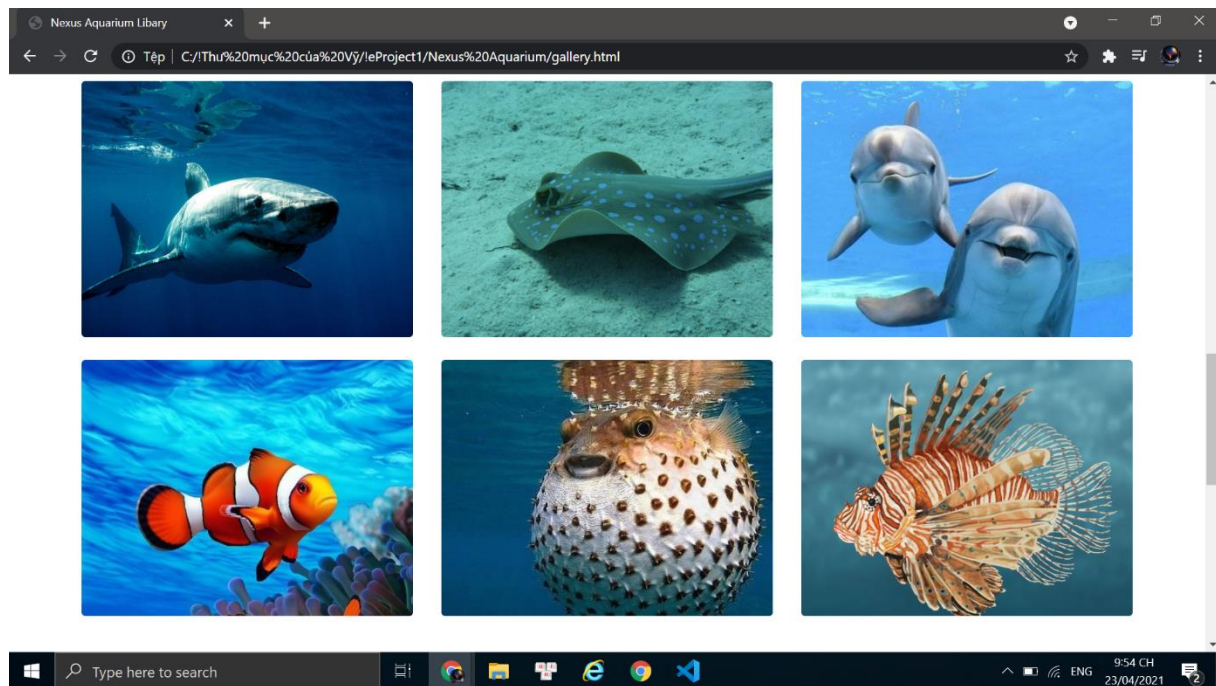 Nexus Aquarium Libary
Tệp C:/!Thư%20mục%20của%20Vỹ/!eProject1/Nexus%20Aquarium/gallery.html
Type here to search
ENG
9:54 CH
23/04/2021
2